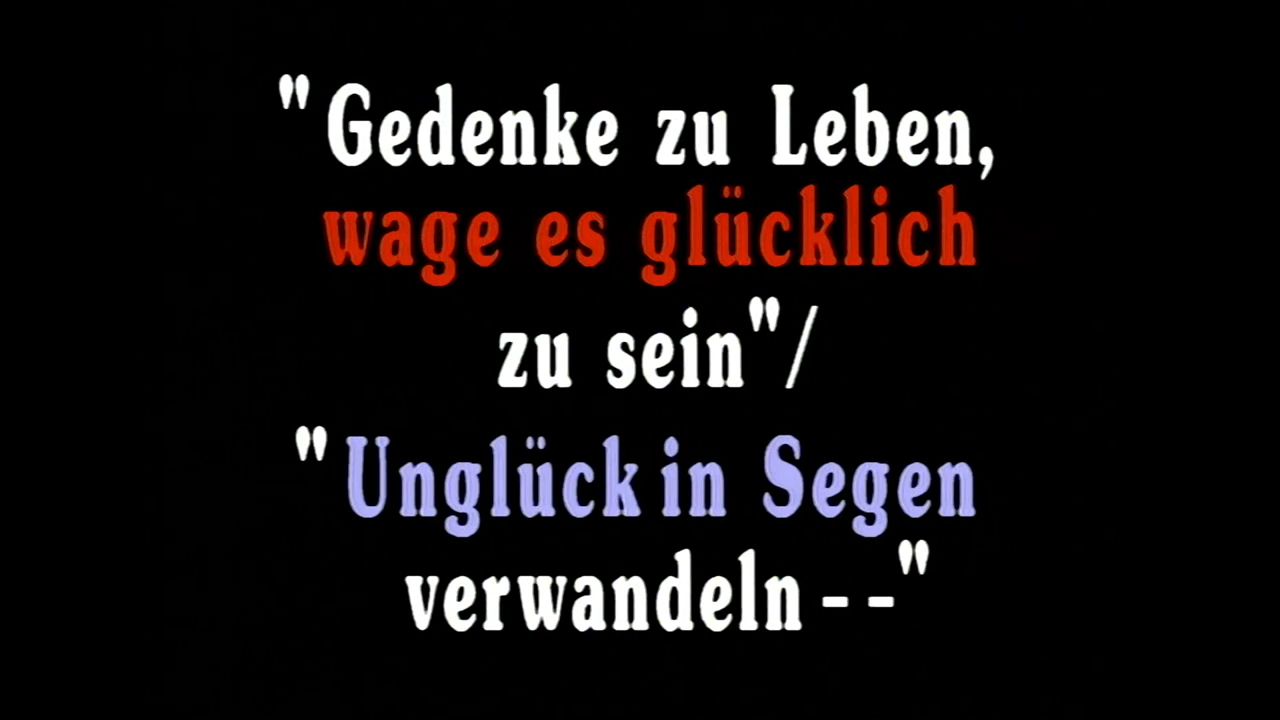 "Gedenke zu Leben,
wage es glücklich
zu sein"/
"Unglück in Segen
verwandeln - -"